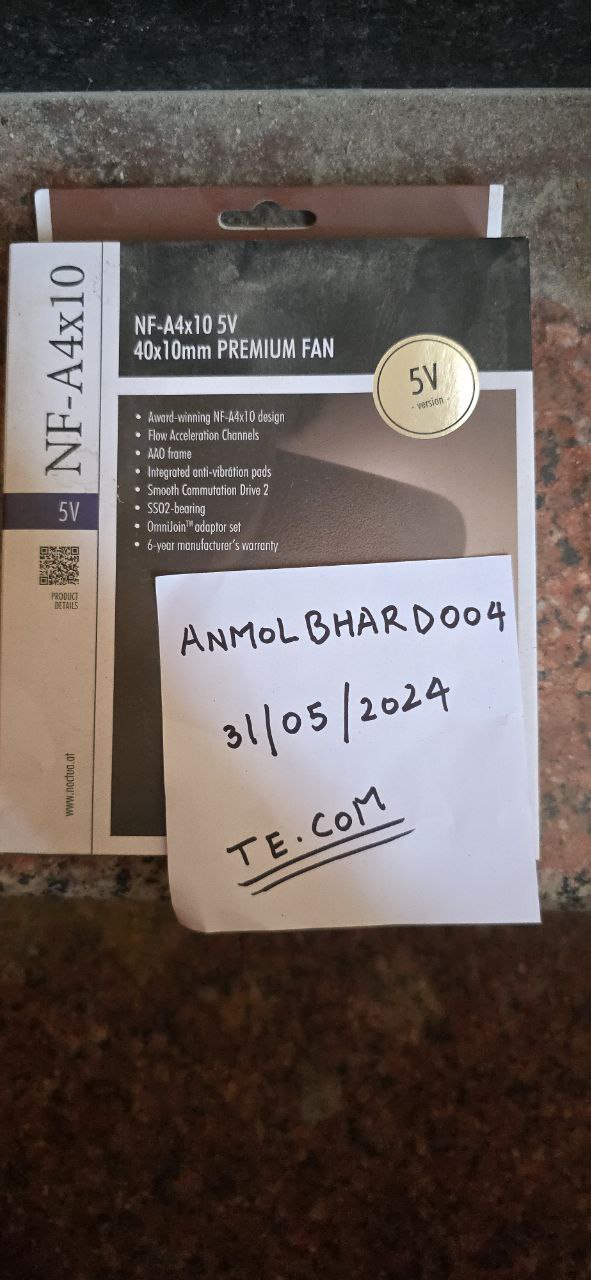 NF-A4x10
5V
PRODUCT
DETAILS
www.noctua.at
NF-A4x10 5V
40x10mm PREMIUM FAN
5V
- version -
• Award-winning NF-A4x10 design
• Flow Acceleration Channels
• AAO frame
• Integrated anti-vibration pads
• Smooth Commutation Drive 2
• SSO2-bearing
• OmniJoin™ adaptor set
• 6-year manufacturer's warranty
ANMOLBHARD004
31/05/2024
TE.COM